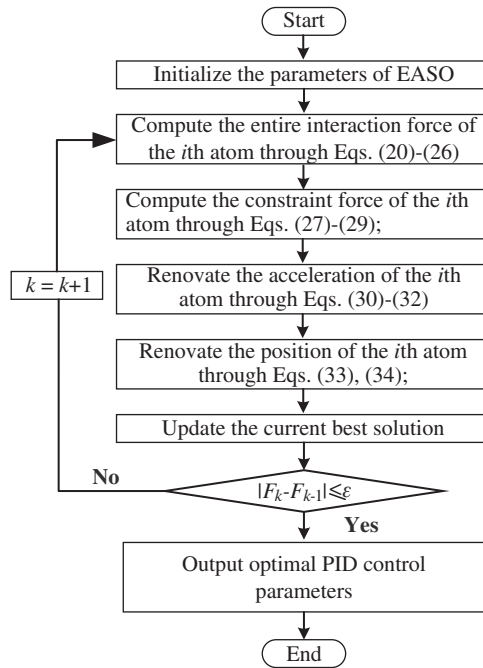 Start
Initialize the parameters of EASO
Compute the entire interaction force of
the ith atom through Eqs. (20)-(26)
Compute the constraint force of the ith
atom through Eqs. (27)-(29);
k = k+1
Renovate the acceleration of the ith
atom through Eqs. (30)-(32)
Renovate the position of the ith atom
through Eqs. (33), (34);
Update the current best solution
No
|Fk-Fk-1|≤ε
Yes
Output optimal PID control
parameters
End